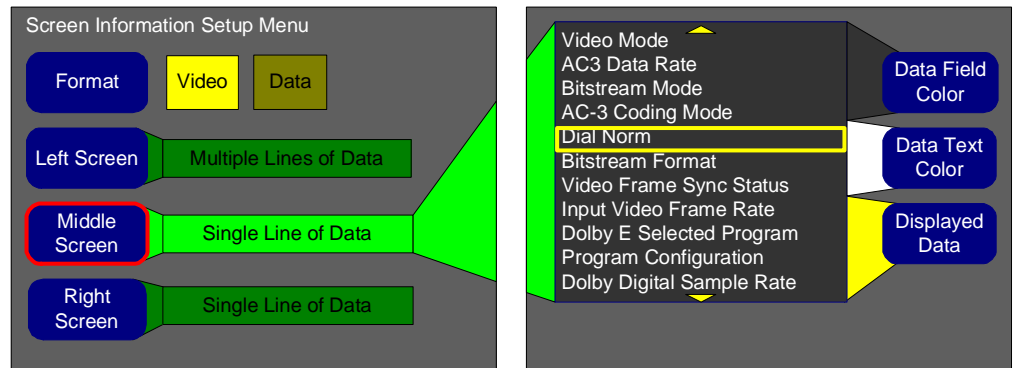 Screen Information Setup Menu
Format
Video
Data
Left Screen
Multiple Lines of Data
Middle
Screen
Single Line of Data
Right
Screen
Single Line of Data
Video Mode
AC3 Data Rate
Bitstream Mode
AC-3 Coding Mode
Dial Norm
Bitstream Format
Video Frame Sync Status
Input Video Frame Rate
Dolby E Selected Program
Program Configuration
Dolby Digital Sample Rate
Data Field
Color
Data Text
Color
Displayed
Data